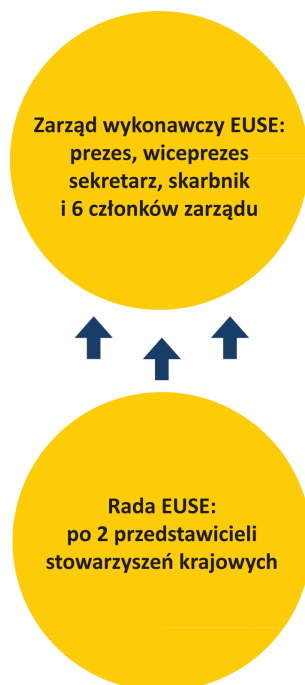 Zarząd wykonawczy EUSE:
prezes, wiceprezes
sekretarz, skarbnik
i 6 członków zarządu
Rada EUSE:
po 2 przedstawicieli
stowarzyszeń krajowych